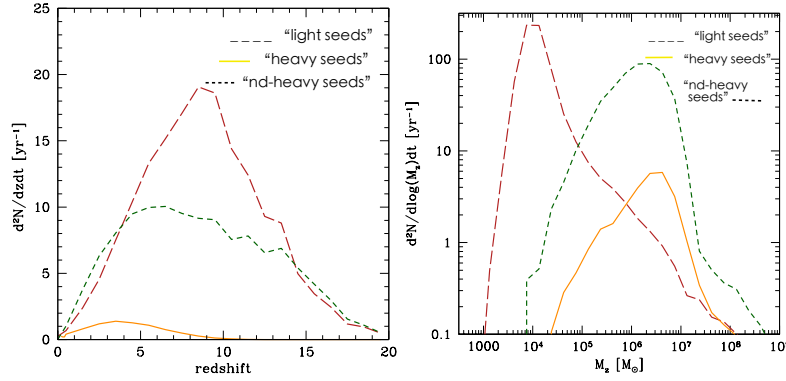 25
20
15
10
5
0
0
5
10
15
20
d²N/dzdt [yr⁻¹]
redshift
"light seeds"
"heavy seeds"
"nd-heavy seeds"
100
10
1
0.1
1000
10⁴
10⁵
10⁶
10⁷
10⁸
10⁹
d²N/dlog(M_z)dt [yr⁻¹]
M_z [M_⊙]
"light seeds"
"heavy seeds"
"nd-heavy
seeds"